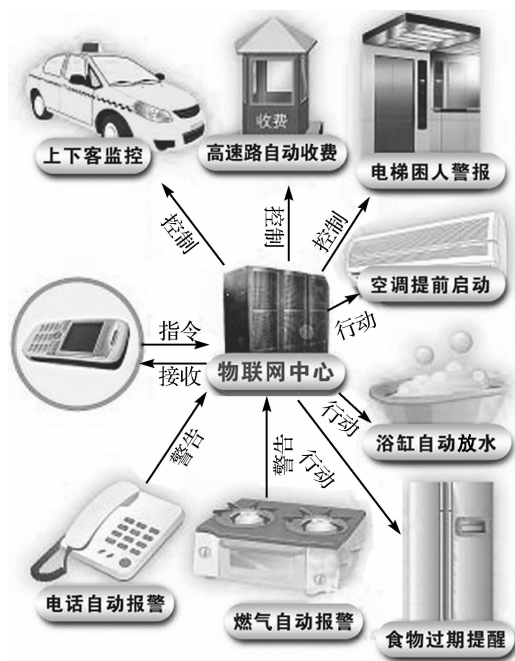 收费
上下客监控
高速路自动收费
电梯困人警报
控制
控制
控制
空调提前启动
行动
指令
接收
物联网中心
行动
浴缸自动放水
警告
警告
行动
电话自动报警
燃气自动报警
食物过期提醒